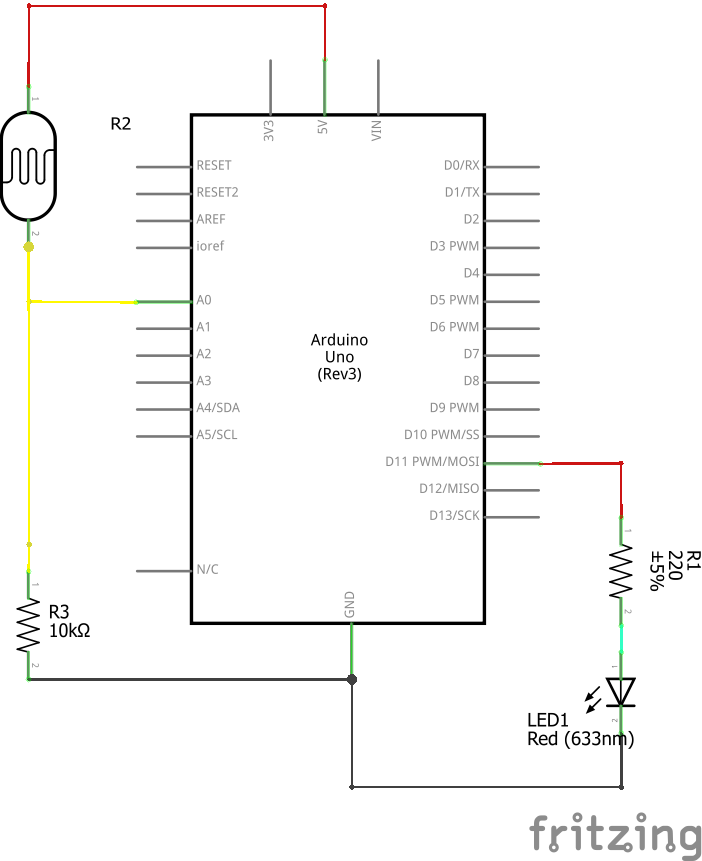 1
R2
2
3V3
5V
VIN
RESET
RESET2
AREF
ioref
A0
A1
A2
A3
A4/SDA
A5/SCL
N/C
Arduino
Uno
(Rev3)
D0/RX
D1/TX
D2
D3 PWM
D4
D5 PWM
D6 PWM
D7
D8
D9 PWM
D10 PWM/SS
D11 PWM/MOSI
D12/MISO
D13/SCK
GND
1
R3
10kΩ
2
1
R1
220
±5%
2
1
LED1
Red (633nm)
2
fritzing